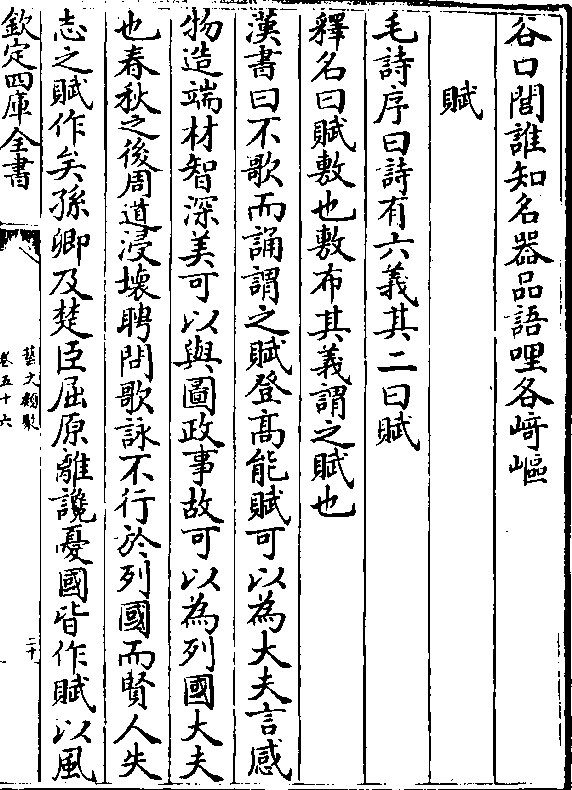 谷口間誰知名器品語哩各﨑嶇
賦
毛詩序曰詩有六義其二曰賦
釋名曰賦敷也敷布其義謂之賦也
漢書曰不歌而誦謂之賦登髙能賦可以為大夫言感
物造端材智深美可以與圖政事故可以為列國大夫
也春秋之後周道浸壊聘問歌詠不行於列國而賢人失
志之賦作矣孫卿及楚臣屈原離讒憂國皆作賦以風
欽定四庫全書
藝文類聚
卷五十六
二十